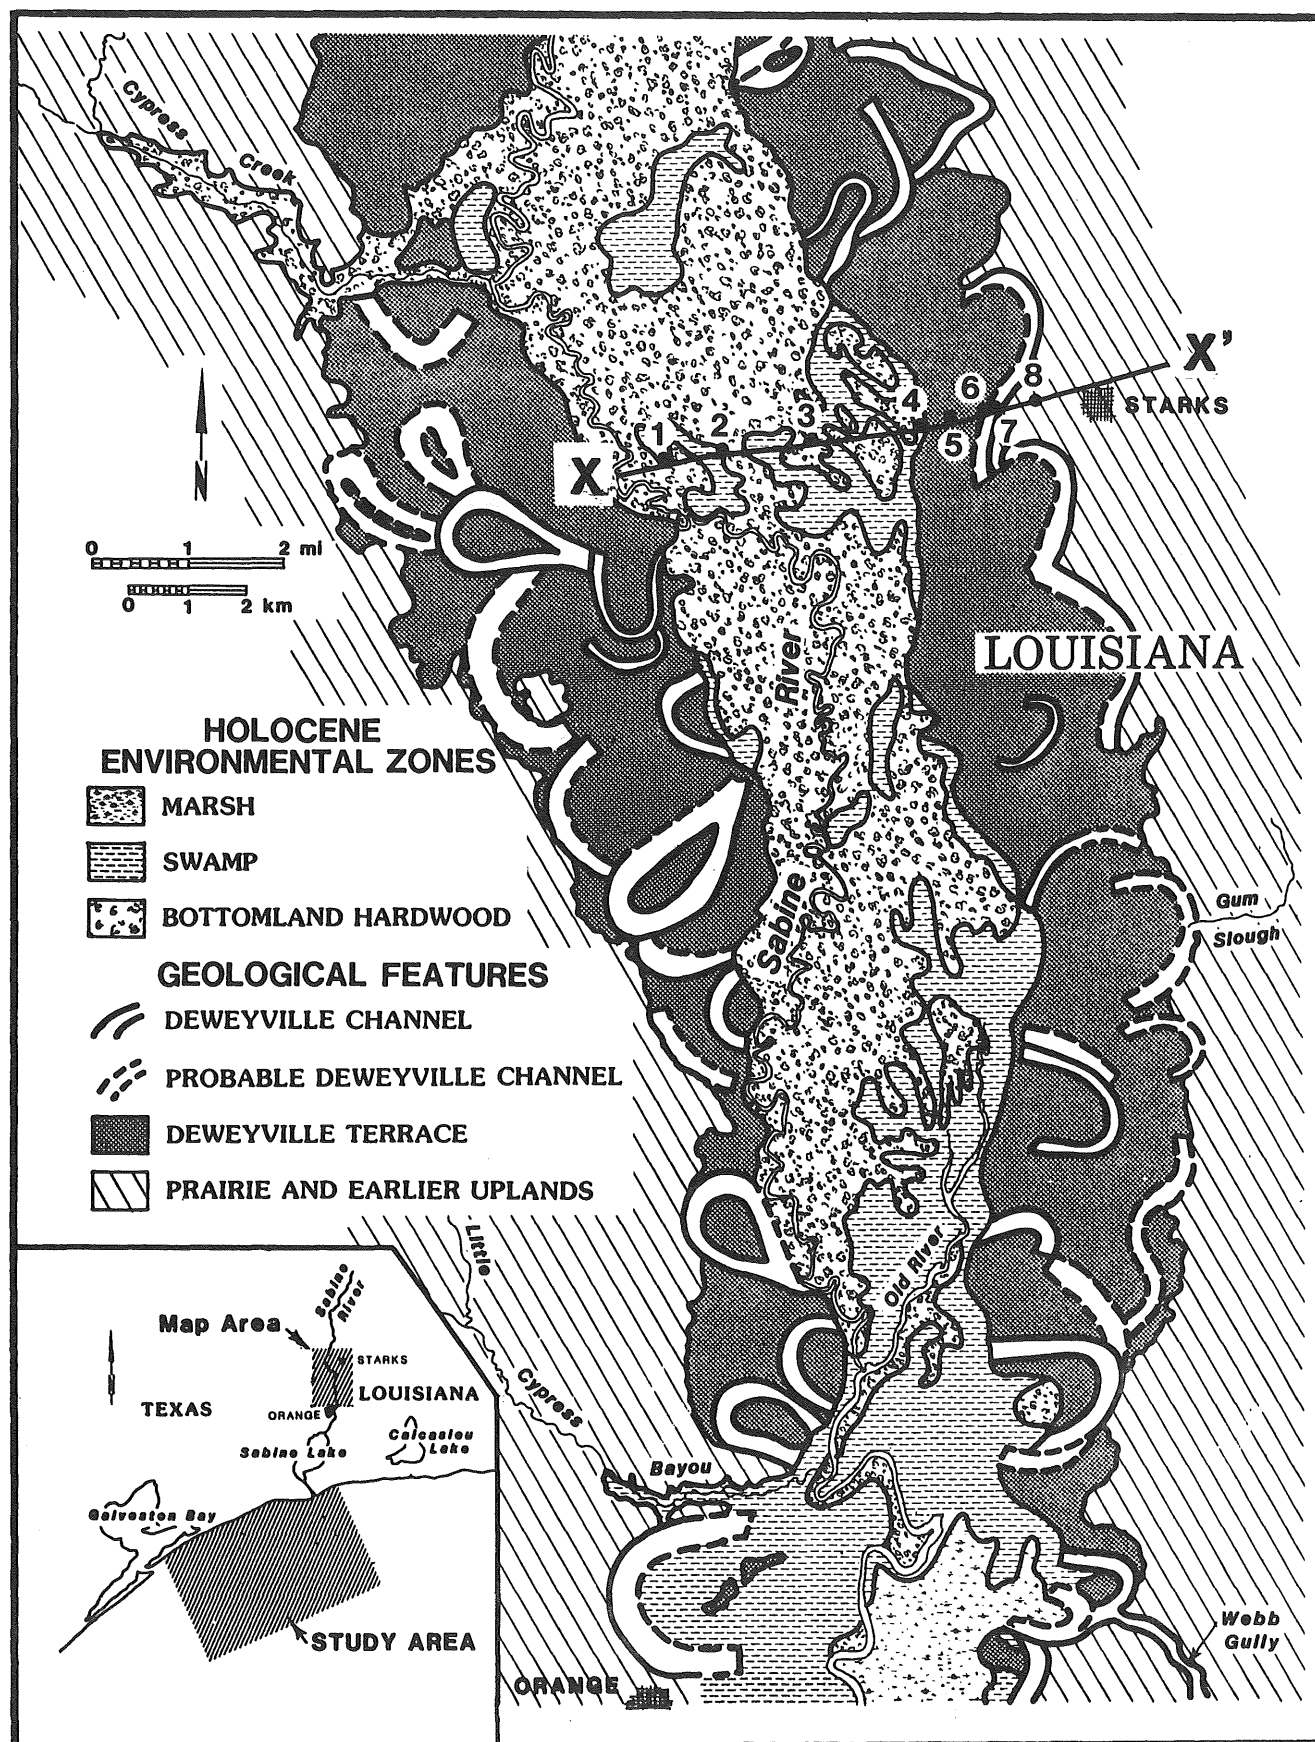 Cypress
Creek
X'
8
6
STARKS
4
3
7
2
5
1
X
N
0 1 2 mi
0 1 2 km
LOUISIANA
River
HOLOCENE
ENVIRONMENTAL ZONES
MARSH
SWAMP
BOTTOMLAND HARDWOOD
Sabine
Gum
Slough
GEOLOGICAL FEATURES
DEWEYVILLE CHANNEL
PROBABLE DEWEYVILLE CHANNEL
DEWEYVILLE TERRACE
PRAIRIE AND EARLIER UPLANDS
Little
Cypress
Bayou
Old River
Sabine
River
Map Area
STARKS
LOUISIANA
TEXAS
ORANGE
Calcasieu
Lake
Sabine Lake
Galveston Bay
STUDY AREA
Webb
Gully
ORANGE